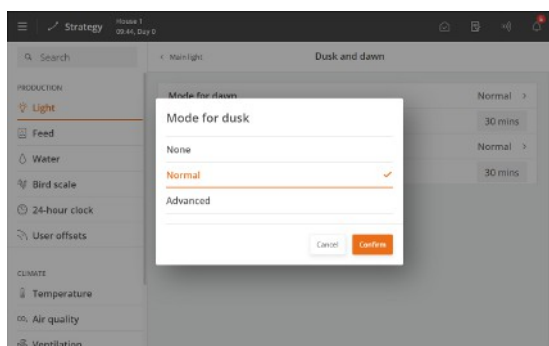 Strategy
House 1
09:44, Day 0
Search
< Main light
Dusk and dawn
PRODUCTION
Light
Feed
Water
Bird scale
24-hour clock
User offsets
CLIMATE
Temperature
CO₂ Air quality
Ventilation
Mode for dawn
Normal >
30 mins
Normal >
30 mins
Mode for dusk
None
Normal
Advanced
Cancel
Confirm